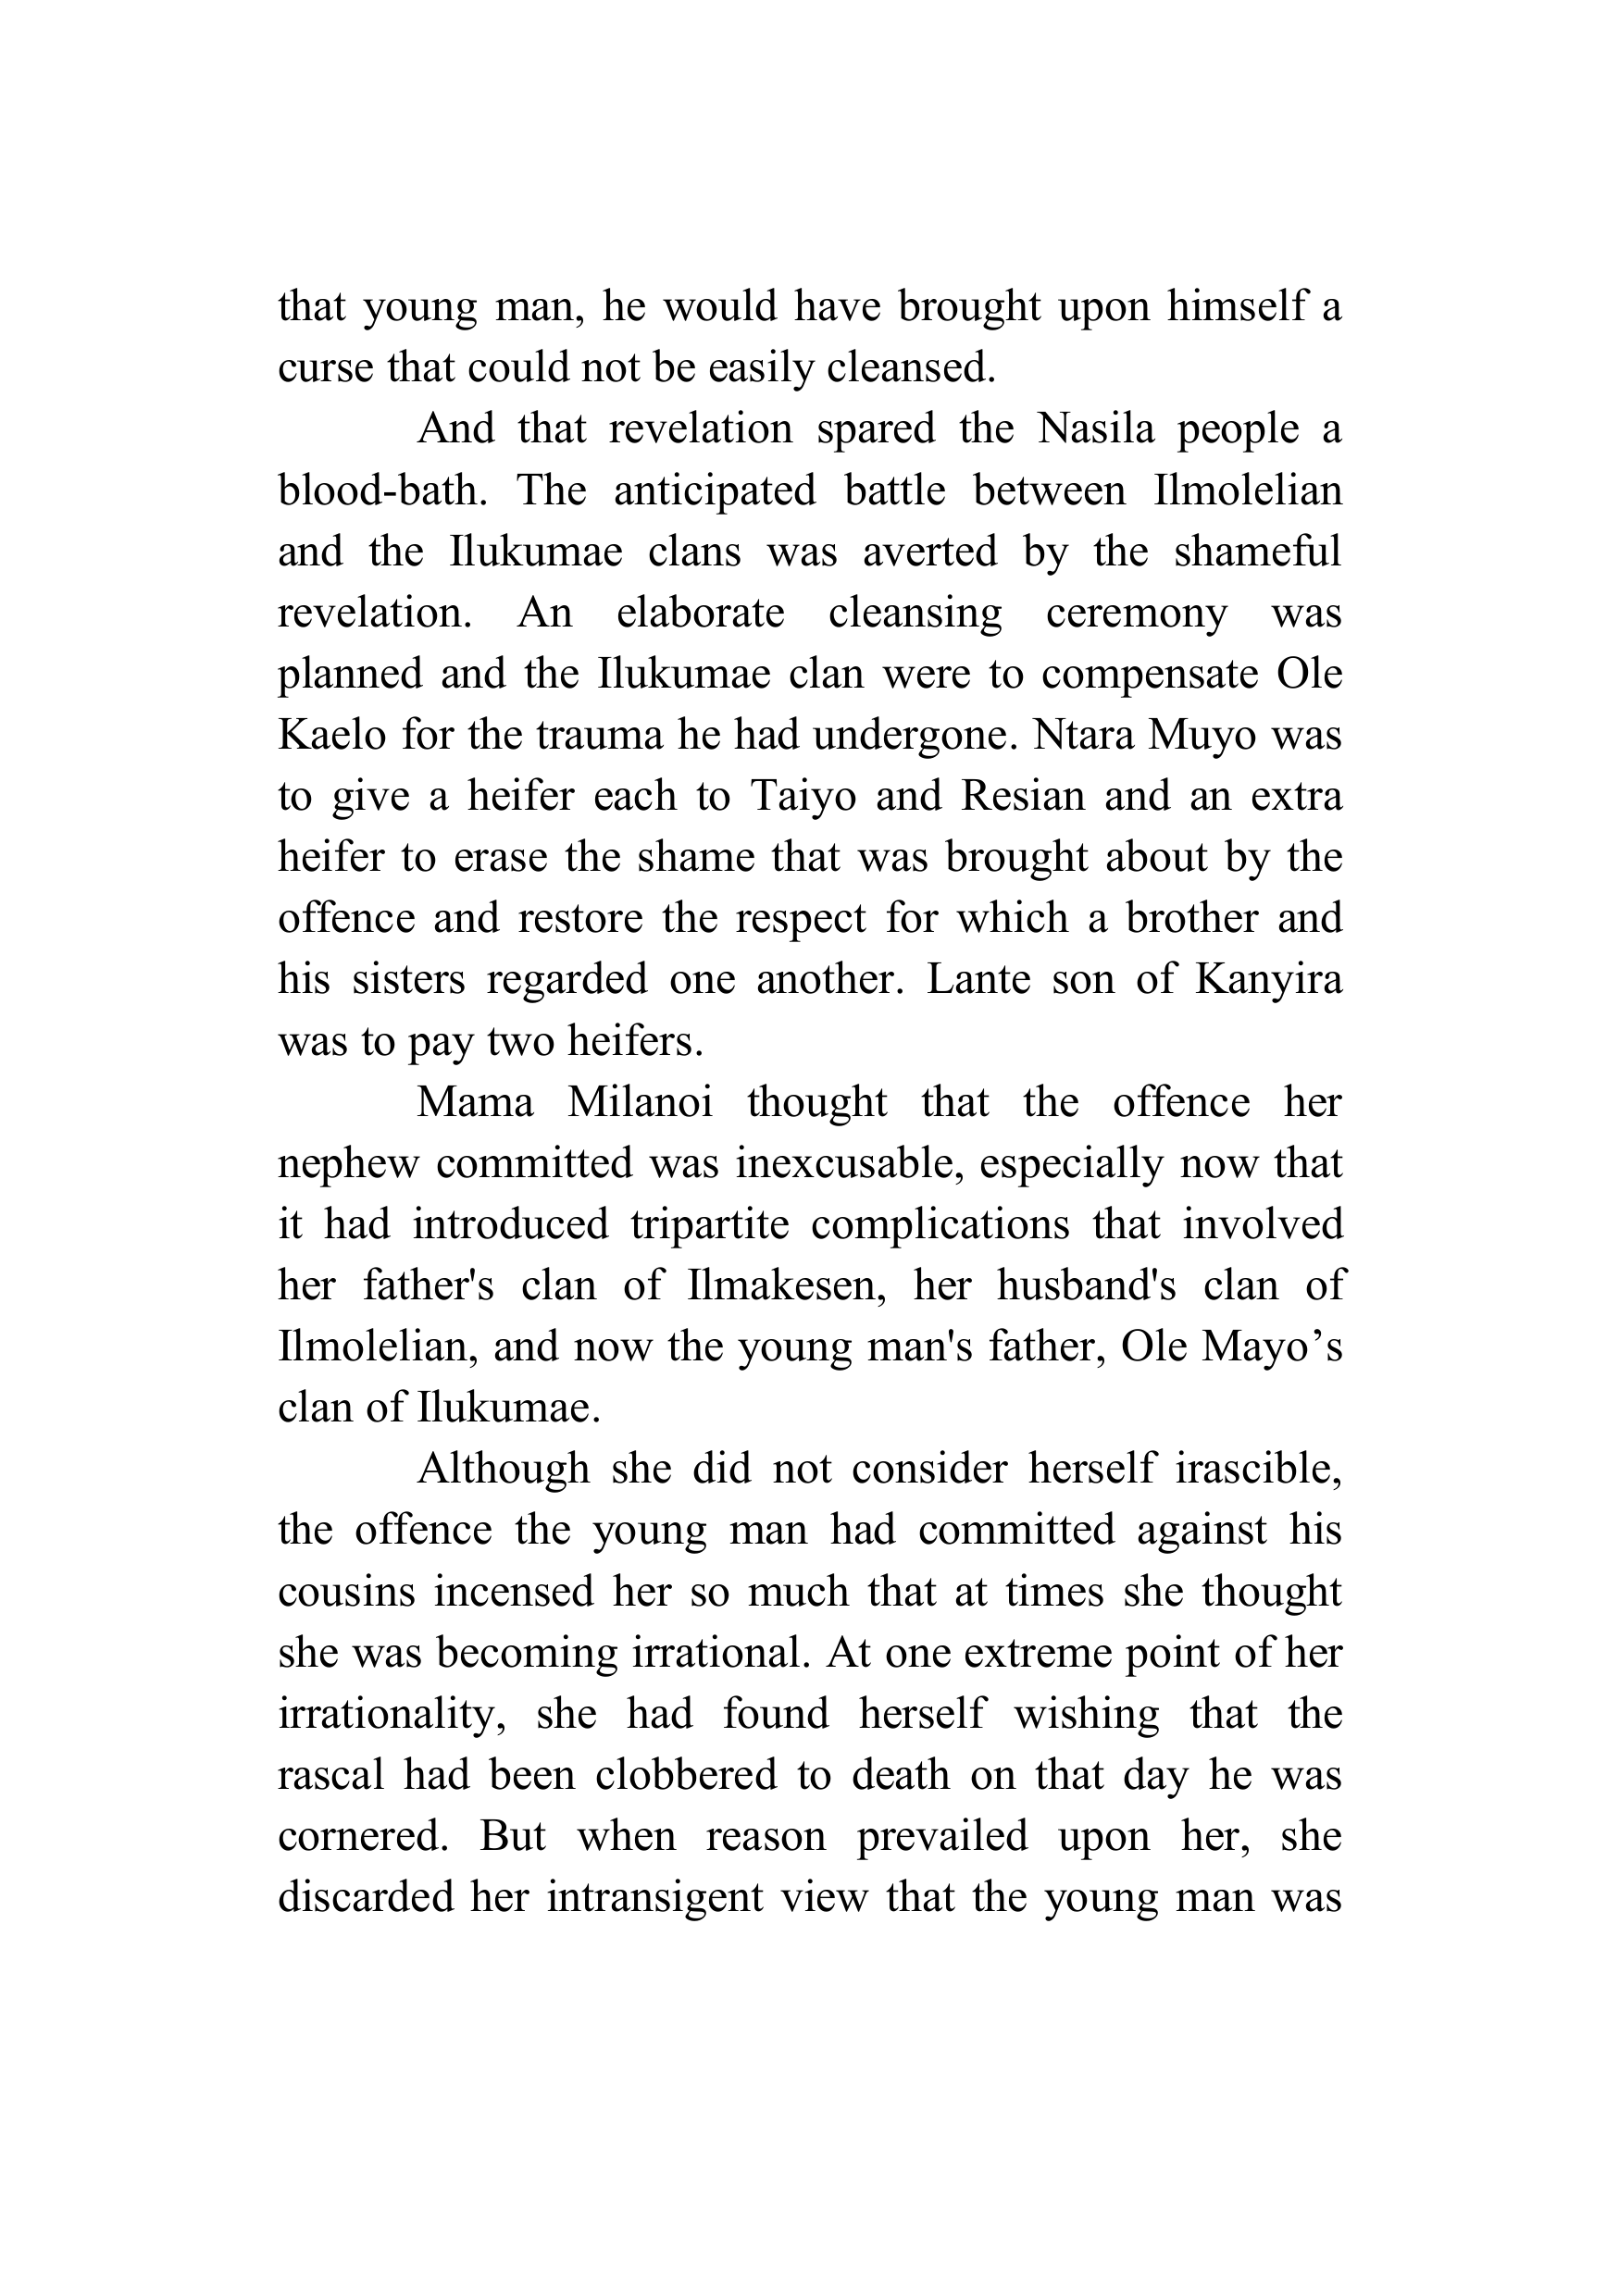 that young man, he would have brought upon himself a
curse that could not be easily cleansed.
And that revelation spared the Nasila people a
blood-bath. The anticipated battle between Ilmolelian
and the Ilukumae clans was averted by the shameful
revelation. An elaborate cleansing ceremony was
planned and the Ilukumae clan were to compensate Ole
Kaelo for the trauma he had undergone. Ntara Muyo was
to give a heifer each to Taiyo and Resian and an extra
heifer to erase the shame that was brought about by the
offence and restore the respect for which a brother and
his sisters regarded one another. Lante son of Kanyira
was to pay two heifers.
Mama Milanoi thought that the offence her
nephew committed was inexcusable, especially now that
it had introduced tripartite complications that involved
her father's clan of Ilmakesen, her husband's clan of
Ilmolelian, and now the young man's father, Ole Mayo’s
clan of Ilukumae.
Although she did not consider herself irascible,
the offence the young man had committed against his
cousins incensed her so much that at times she thought
she was becoming irrational. At one extreme point of her
irrationality, she had found herself wishing that the
rascal had been clobbered to death on that day he was
cornered. But when reason prevailed upon her, she
discarded her intransigent view that the young man was